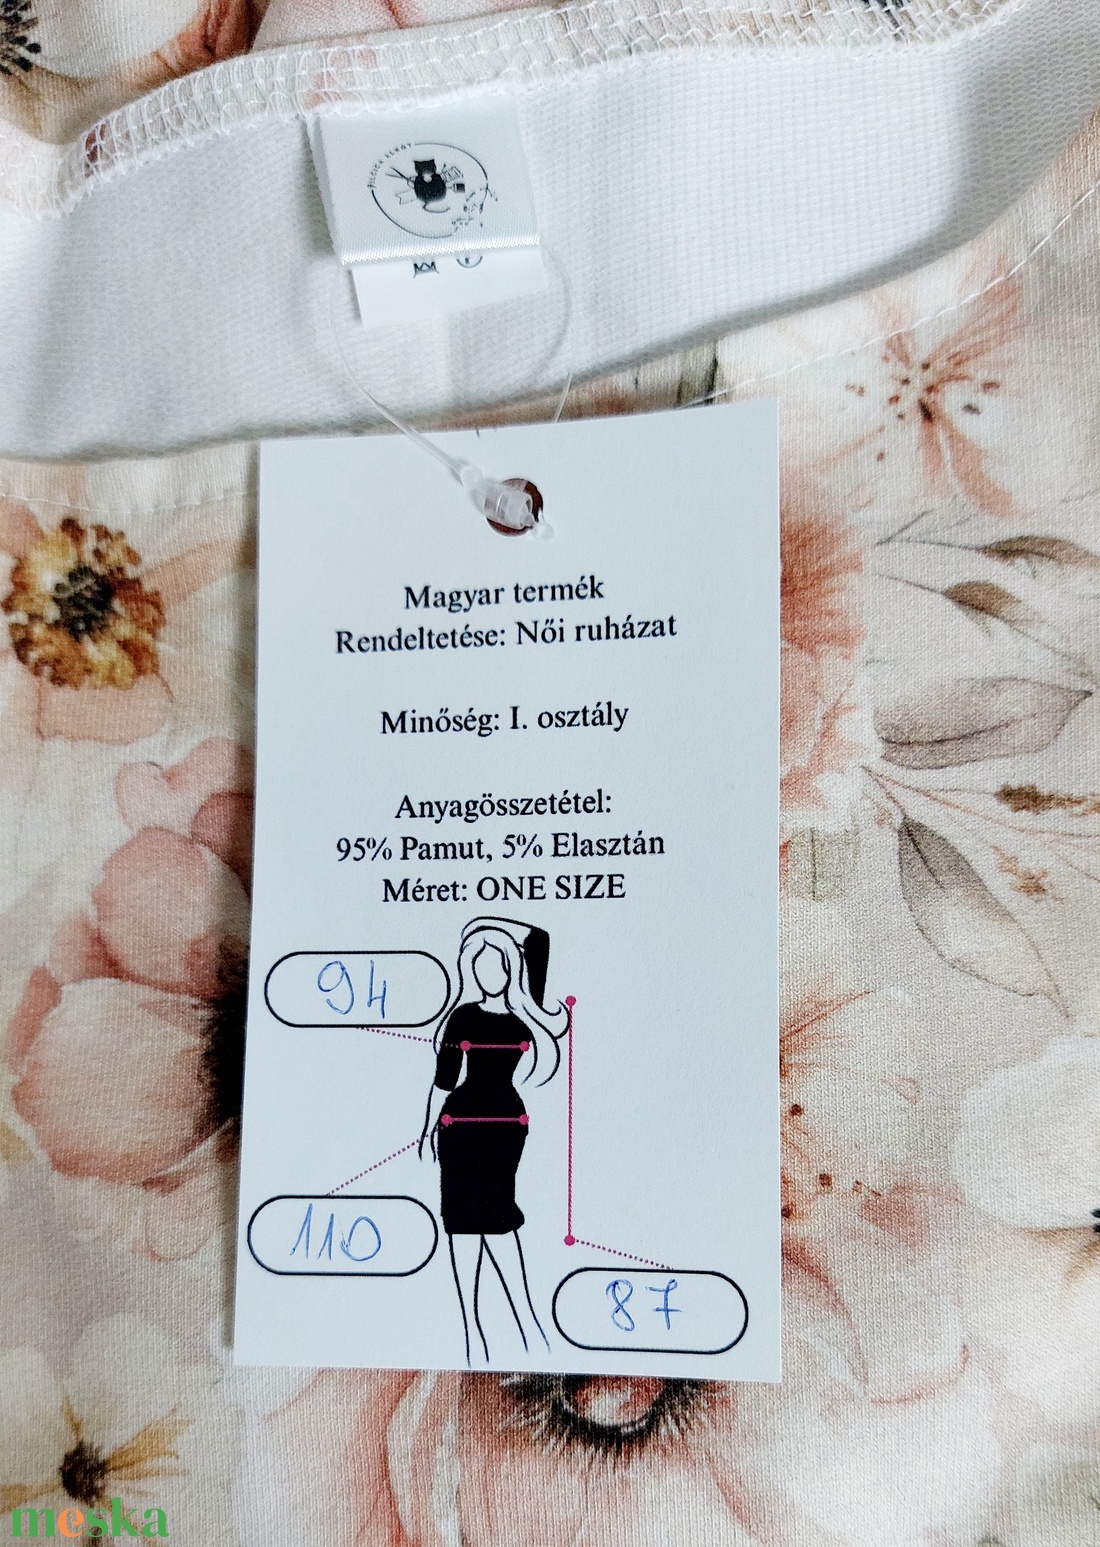 Magyar termék
Rendeltetése: Női ruházat
Minőség: I. osztály
Anyagösszetétel:
95% Pamut, 5% Elasztán
Méret: ONE SIZE
94
110
87
meska